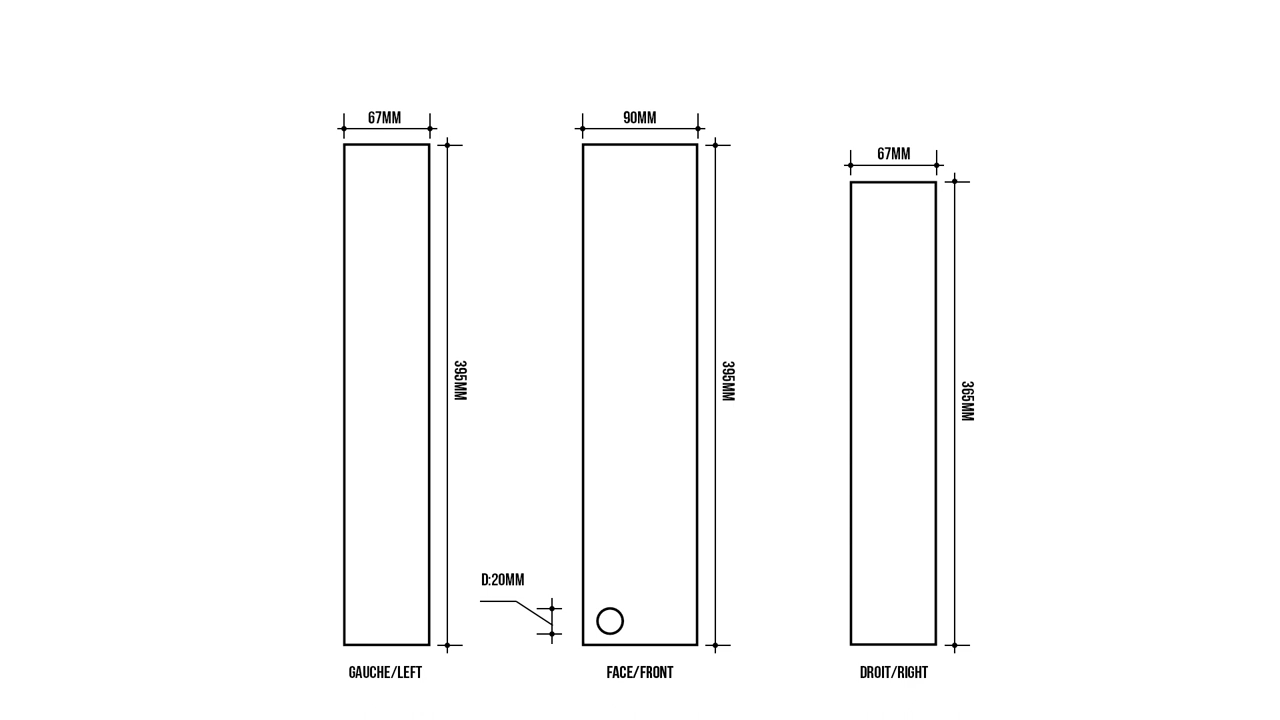 67MM
90MM
67MM
395MM
395MM
365MM
D:20MM
GAUCHE/LEFT
FACE/FRONT
DROIT/RIGHT